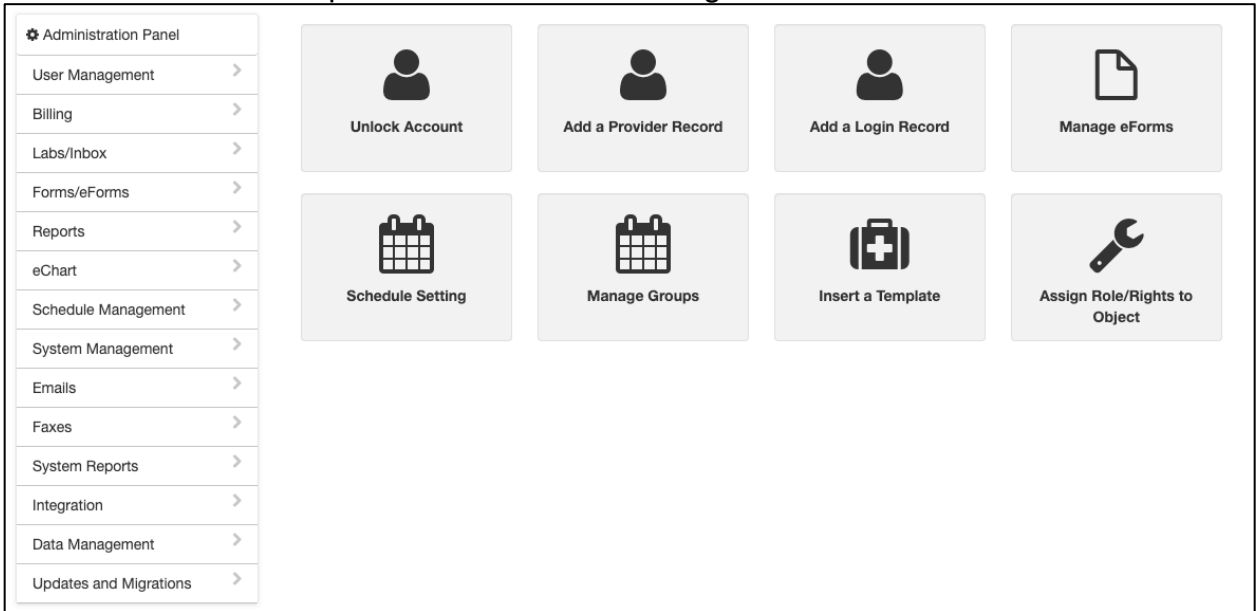 Administration Panel
User Management
Billing
Labs/Inbox
Forms/eForms
Reports
eChart
Schedule Management
System Management
Emails
Faxes
System Reports
Integration
Data Management
Updates and Migrations
Unlock Account
Add a Provider Record
Add a Login Record
Manage eForms
Schedule Setting
Manage Groups
Insert a Template
Assign Role/Rights to
Object